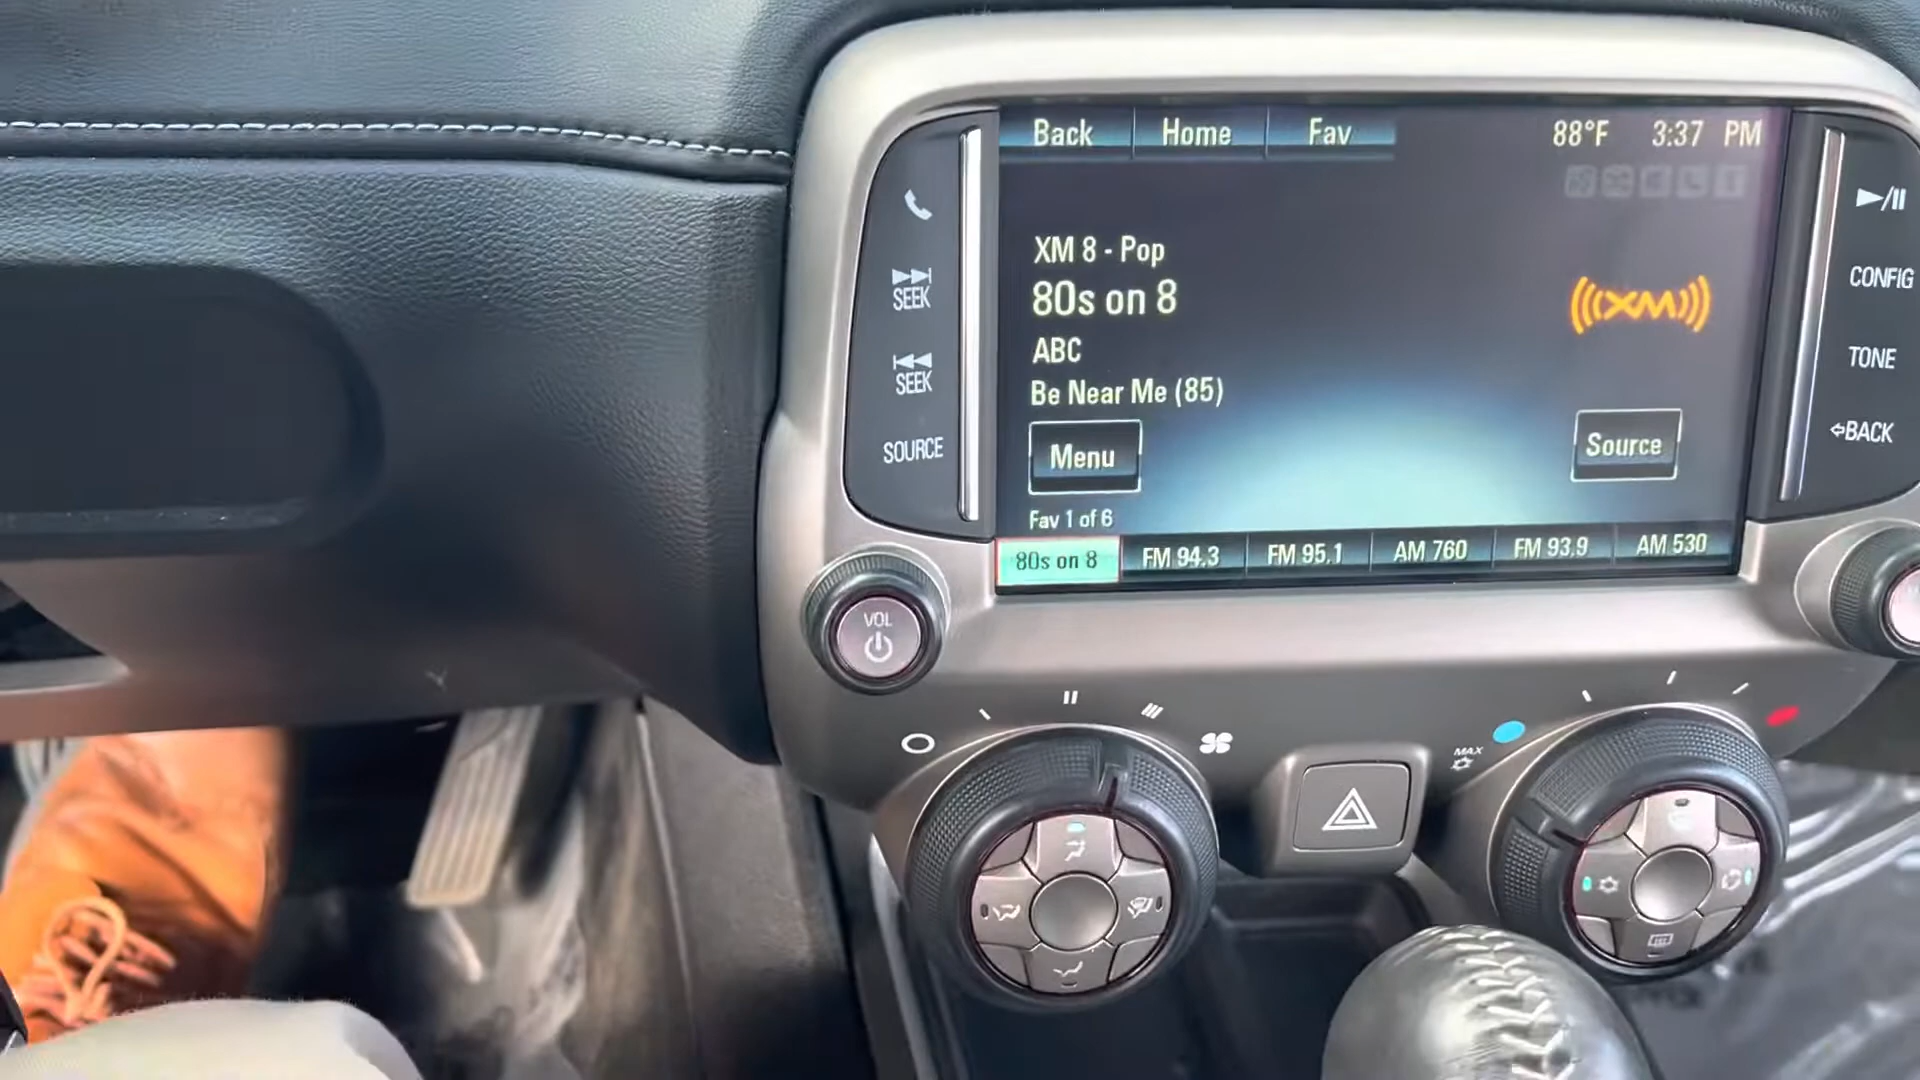 Back Home Fav 88°F 3:37 PM
XM 8 - Pop
80s on 8
ABC
Be Near Me (85)
((XM))
Menu
Source
Fav 1 of 6
80s on 8 FM 94.3 FM 95.1 AM 760 FM 93.9 AM 530
SEEK
SEEK
SOURCE
CONFIG
TONE
BACK
VOL
MAX